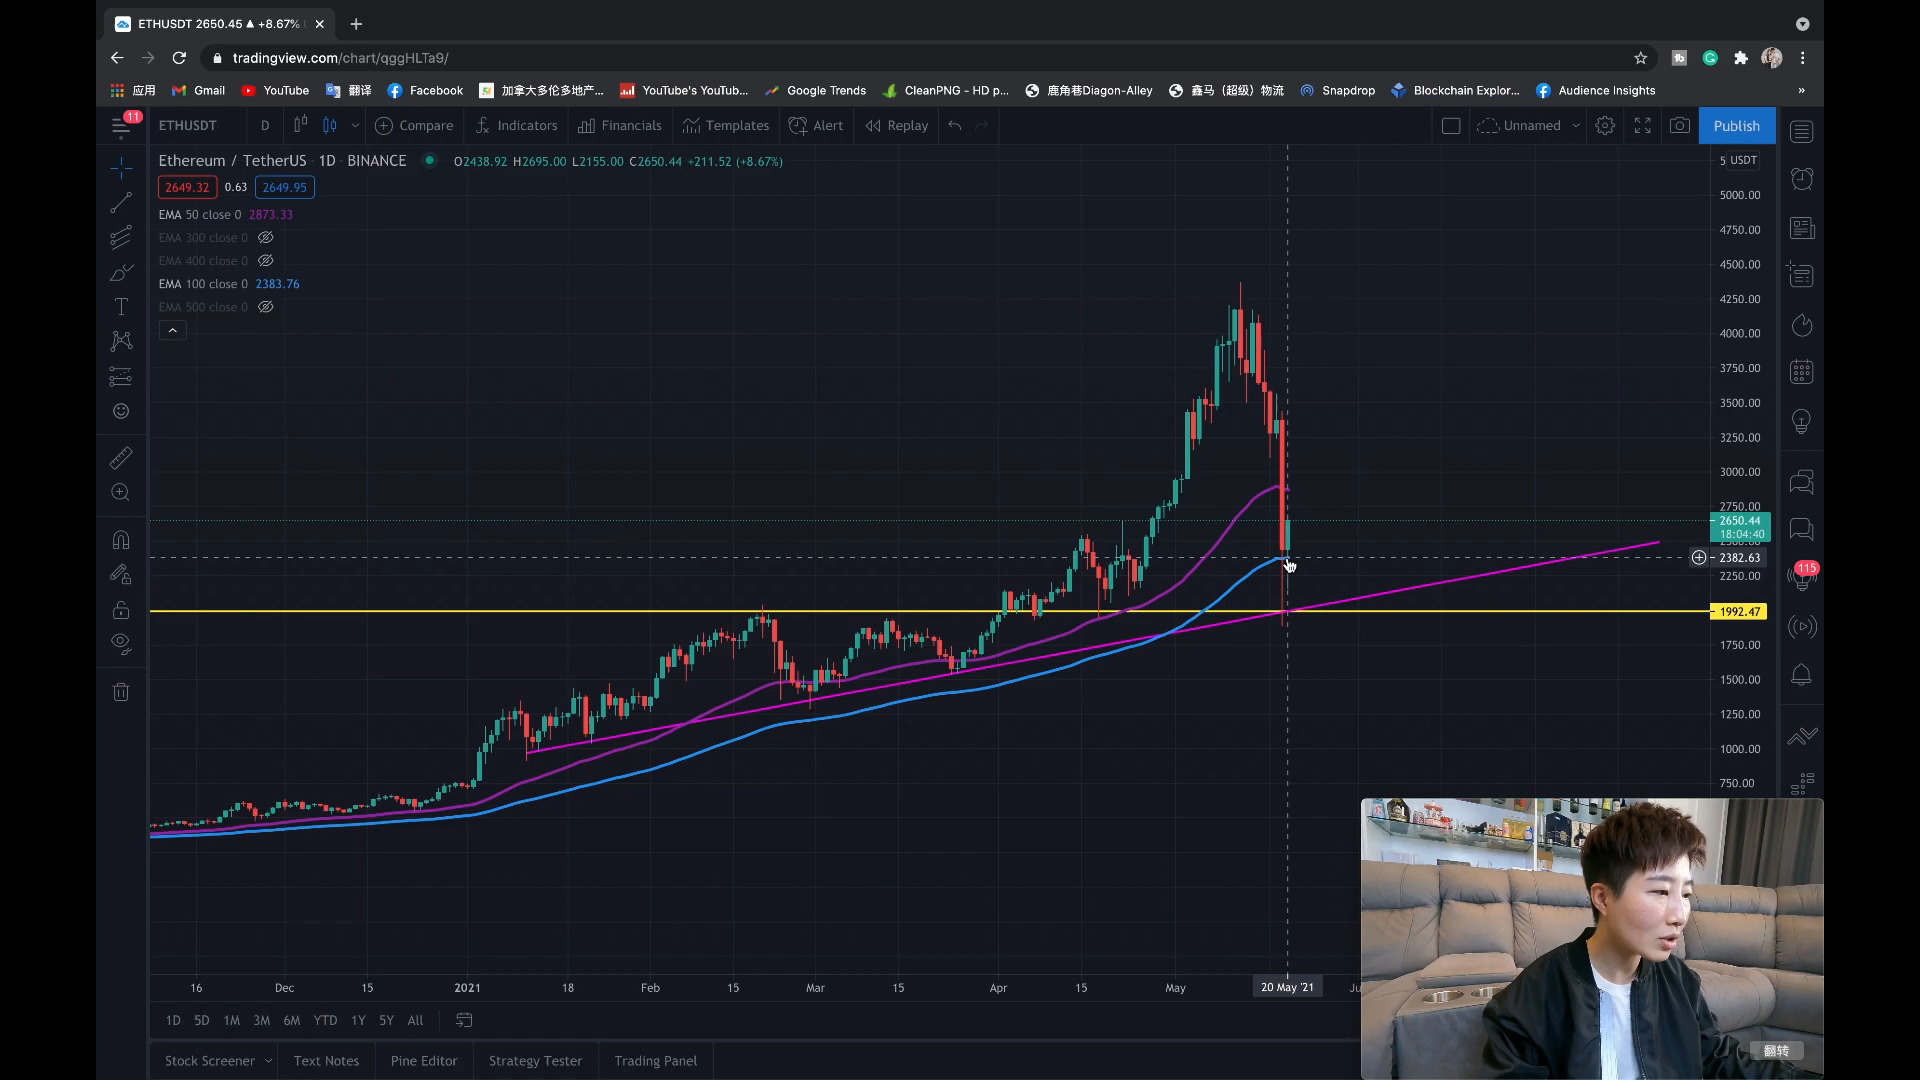 ETHUSDT 2650.45 ▲ +8.67%
tradingview.com/chart/qggHLTa9/
应用 Gmail YouTube 翻译 Facebook 加拿大多伦多地产... YouTube's YouTub... Google Trends CleanPNG - HD p... 鹿角巷Diagon-Alley 鑫马（超级）物流 Snapdrop Blockchain Explor... Audience Insights »
11 ETHUSDT D Compare Indicators Financials Templates Alert Replay Unnamed Publish
Ethereum / TetherUS · 1D · BINANCE O2438.92 H2695.00 L2155.00 C2650.44 +211.52 (+8.67%)
2649.32 0.63 2649.95
EMA 50 close 0 2873.33
EMA 300 close 0
EMA 400 close 0
EMA 100 close 0 2383.76
EMA 500 close 0
USDT
5000.00
4750.00
4500.00
4250.00
4000.00
3750.00
3500.00
3250.00
3000.00
2750.00
2650.44
18:04:40
2382.63
2250.00
115
1992.47
1750.00
1500.00
1250.00
1000.00
750.00
16 Dec 15 2021 18 Feb 15 Mar 15 Apr 15 May 20 May '21
1D 5D 1M 3M 6M YTD 1Y 5Y All
Stock Screener Text Notes Pine Editor Strategy Tester Trading Panel
翻转